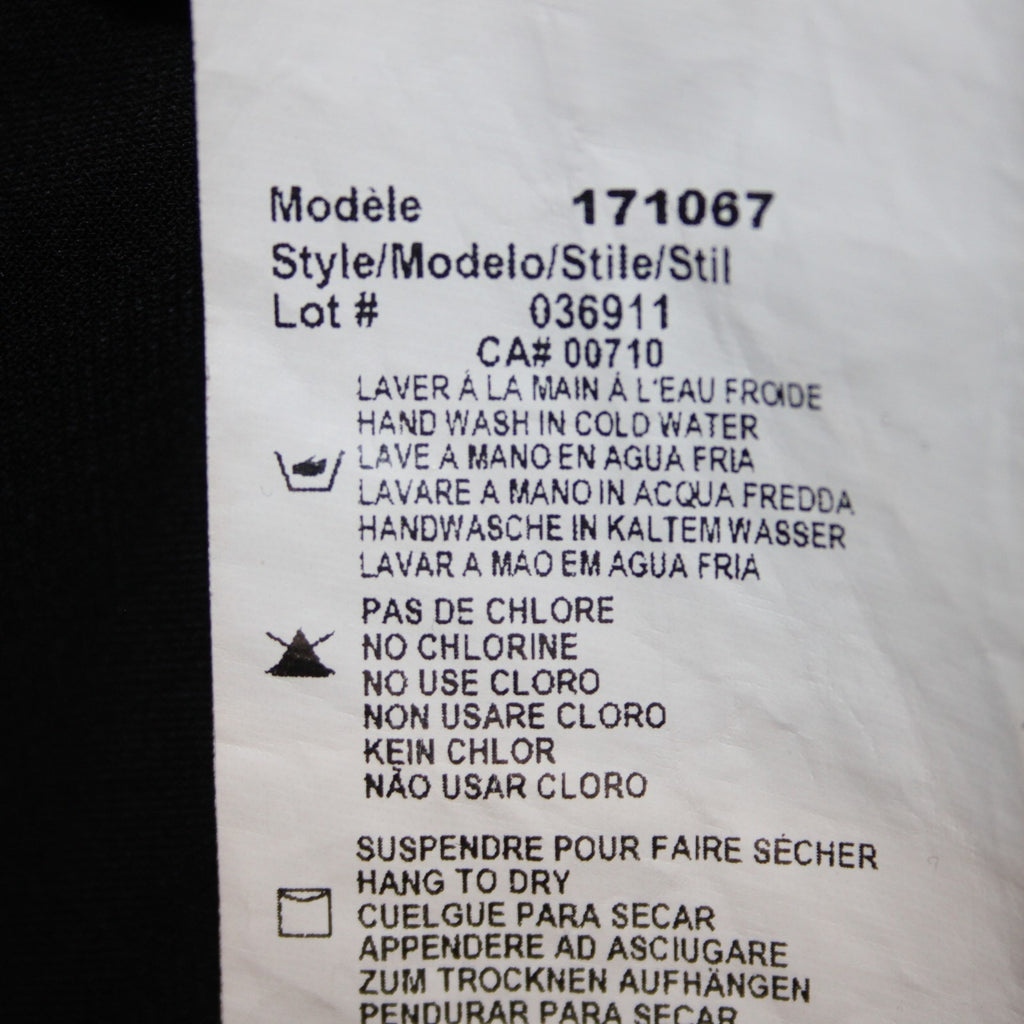 Modèle 171067
Style/Modelo/Stile/Stil
Lot # 036911
CA# 00710
LAVER À LA MAIN À L'EAU FROIDE
HAND WASH IN COLD WATER
LAVE A MANO EN AGUA FRIA
LAVARE A MANO IN ACQUA FREDDA
HANDWASCHE IN KALTEM WASSER
LAVAR A MAO EM AGUA FRIA
PAS DE CHLORE
NO CHLORINE
NO USE CLORO
NON USARE CLORO
KEIN CHLOR
NÃO USAR CLORO
SUSPENDRE POUR FAIRE SÉCHER
HANG TO DRY
CUELGUE PARA SECAR
APPENDERE AD ASCIUGARE
ZUM TROCKNEN AUFHÄNGEN
PENDURAR PARA SECAR